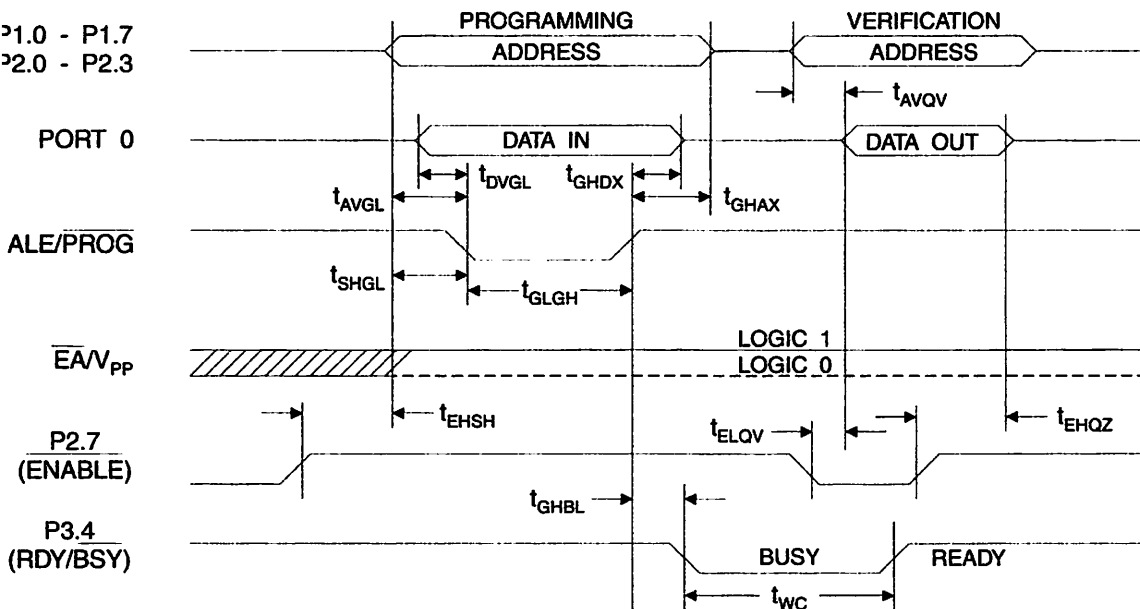 PROGRAMMING VERIFICATION
P1.0 - P1.7
P2.0 - P2.3
ADDRESS ADDRESS
tAVQV
PORT 0 DATA IN DATA OUT
tDVGL tGHDX
tAVGL tGHAX
ALE/PROG
tSHGL tGLGH
LOGIC 1
EA/VPP
LOGIC 0
tEHSH tELQV tEHQZ
P2.7
(ENABLE)
tGHBL
P3.4
(RDY/BSY) BUSY READY
tWC